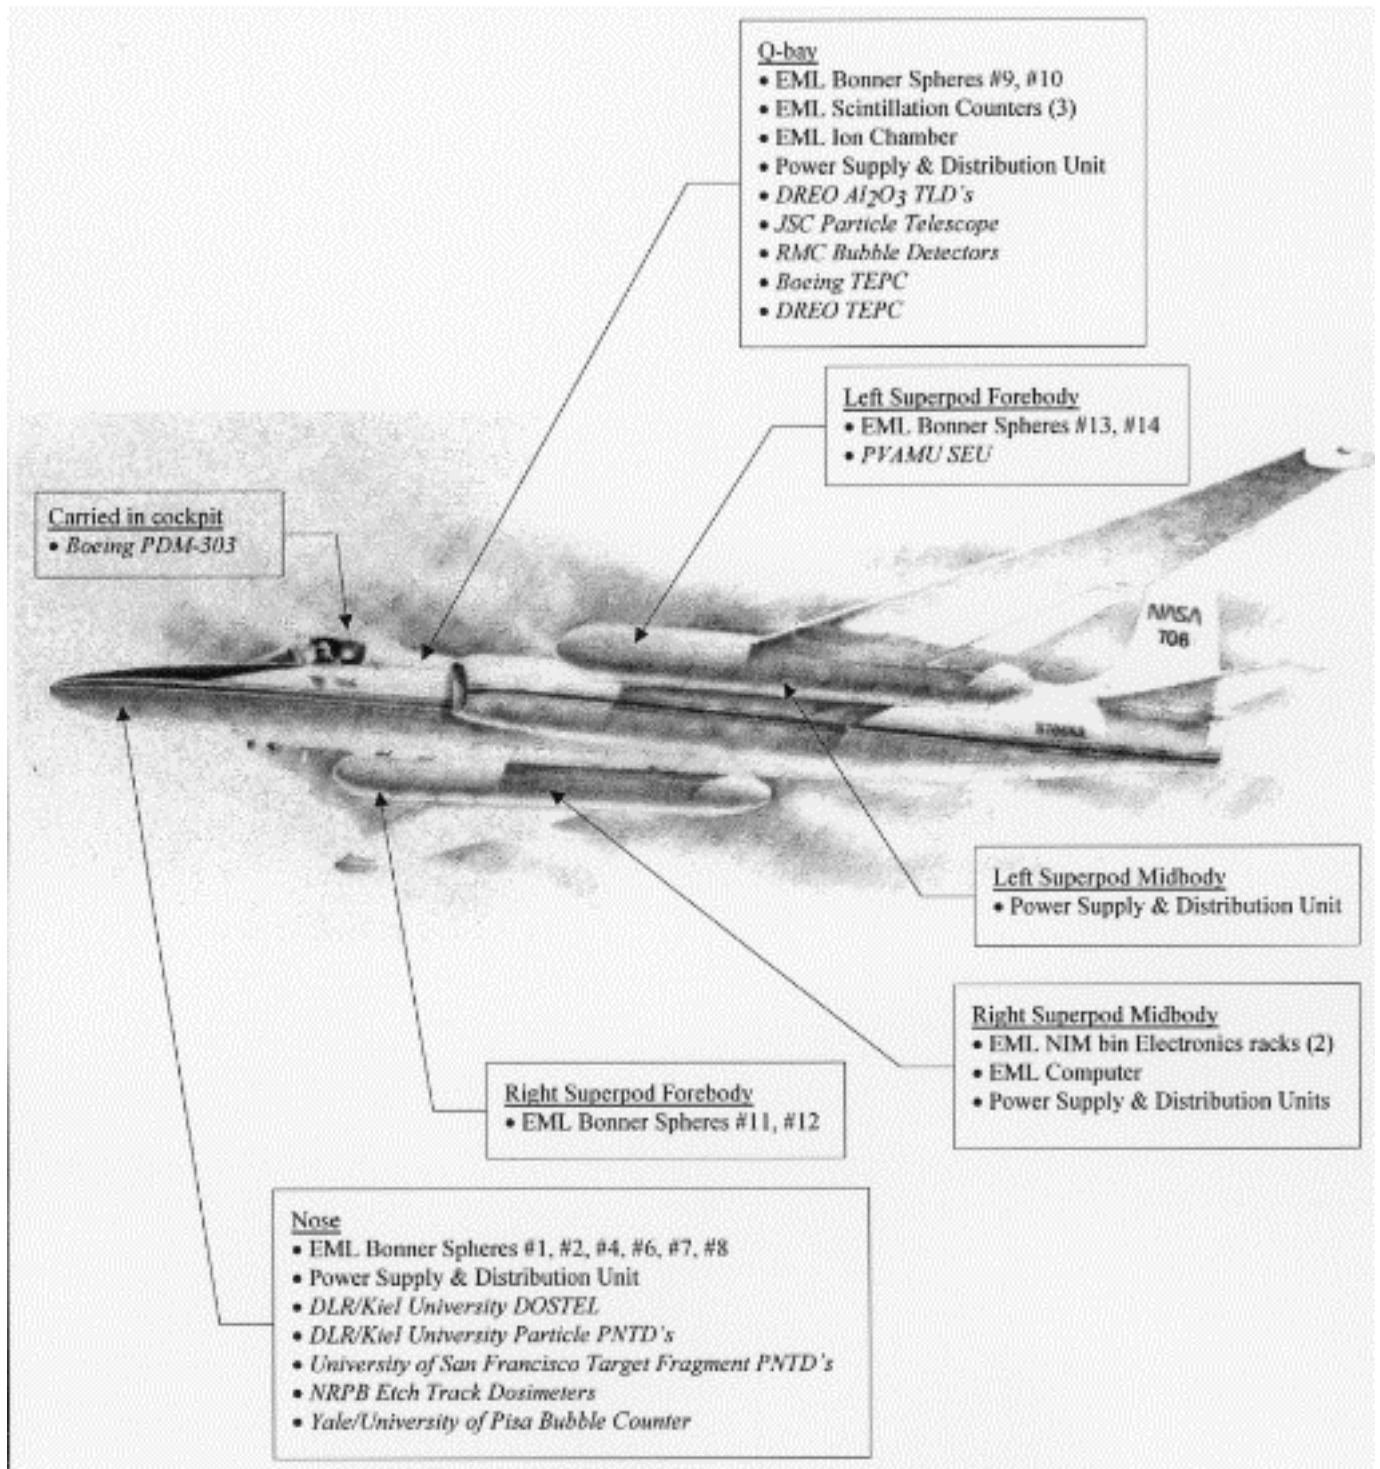 Q-bay
• EML Bonner Spheres #9, #10
• EML Scintillation Counters (3)
• EML Ion Chamber
• Power Supply & Distribution Unit
• DREO Al2O3 TLD's
• JSC Particle Telescope
• RMC Bubble Detectors
• Boeing TEPC
• DREO TEPC
Left Superpod Forebody
• EML Bonner Spheres #13, #14
• PVAMU SEU
Carried in cockpit
• Boeing PDM-303
NASA
706
Left Superpod Midbody
• Power Supply & Distribution Unit
Right Superpod Midbody
• EML NIM bin Electronics racks (2)
• EML Computer
• Power Supply & Distribution Units
Right Superpod Forebody
• EML Bonner Spheres #11, #12
Nose
• EML Bonner Spheres #1, #2, #4, #6, #7, #8
• Power Supply & Distribution Unit
• DLR/Kiel University DOSTEL
• DLR/Kiel University Particle PNTD's
• University of San Francisco Target Fragment PNTD's
• NRPB Etch Track Dosimeters
• Yale/University of Pisa Bubble Counter